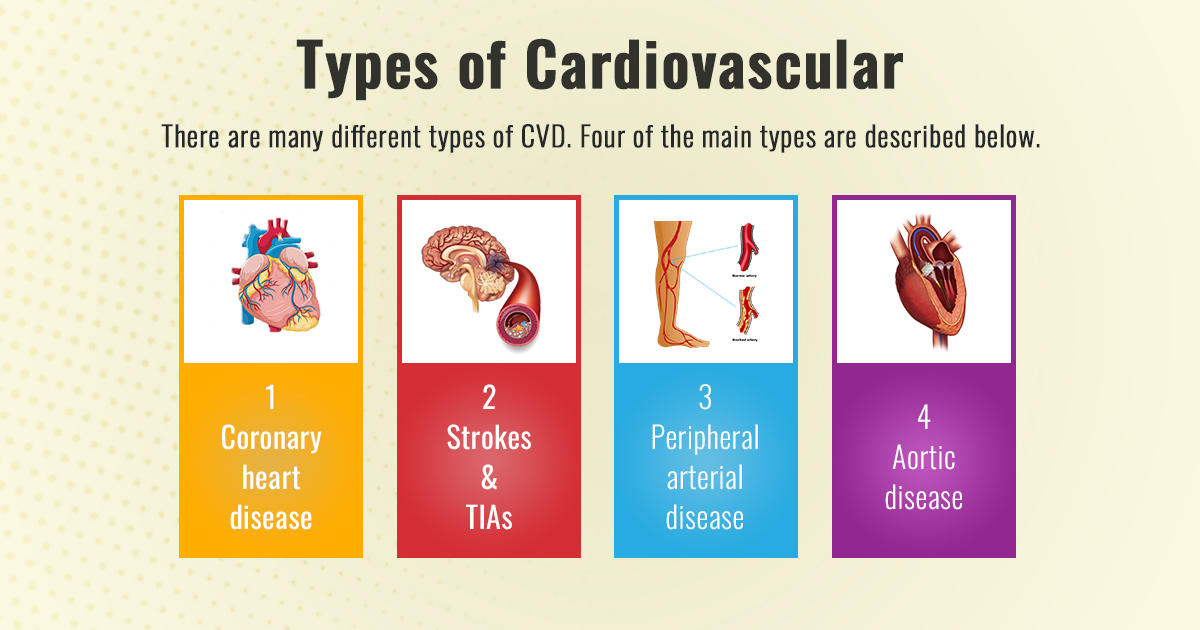 Types of Cardiovascular
There are many different types of CVD. Four of the main types are described below.
Normal artery
Blocked artery
1
Coronary
heart
disease
2
Strokes
&
TIAs
3
Peripheral
arterial
disease
4
Aortic
disease